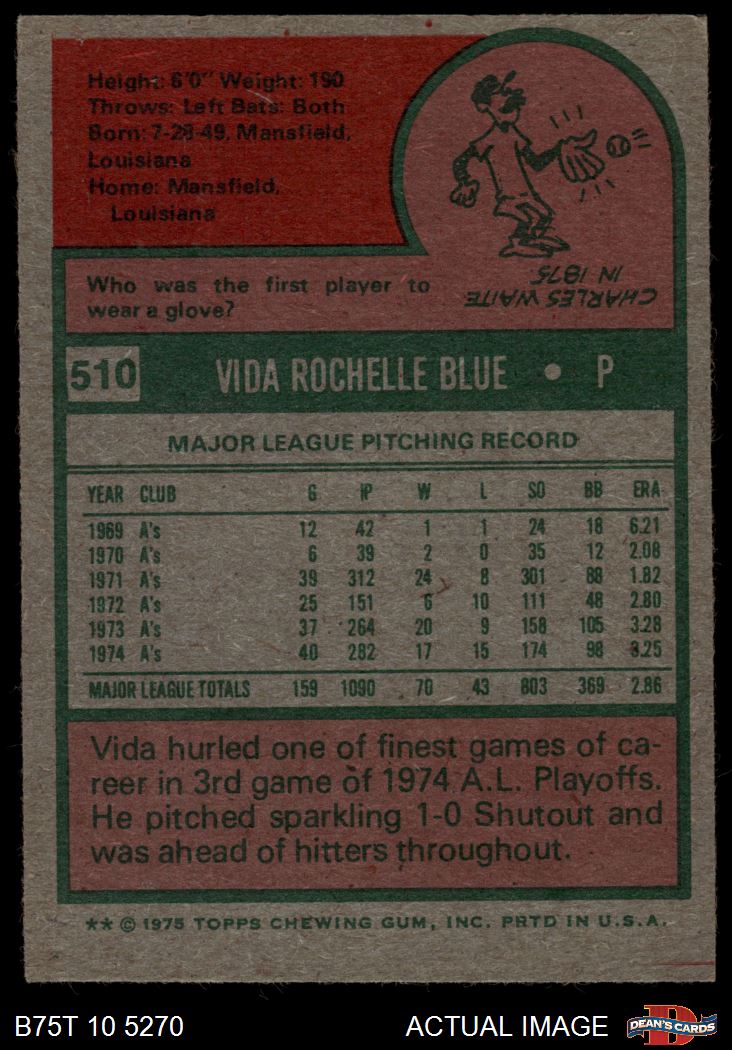 Height: 6'0" Weight: 190
Throws: Left Bats: Both
Born: 7-28-49, Mansfield,
Louisiana
Home: Mansfield,
Louisiana
CHARLES WAITE
IN 1875
Who was the first player to
wear a glove?
510 VIDA ROCHELLE BLUE • P
MAJOR LEAGUE PITCHING RECORD
YEAR CLUB G IP W L SO BB ERA
1969 A's 12 42 1 1 24 18 6.21
1970 A's 6 39 2 0 35 12 2.08
1971 A's 39 312 24 8 301 88 1.82
1972 A's 25 151 6 10 111 48 2.80
1973 A's 37 264 20 9 158 105 3.28
1974 A's 40 282 17 15 174 98 3.25
MAJOR LEAGUE TOTALS 159 1090 70 43 803 369 2.86
Vida hurled one of finest games of ca-
reer in 3rd game of 1974 A.L. Playoffs.
He pitched sparkling 1-0 Shutout and
was ahead of hitters throughout.
** © 1975 TOPPS CHEWING GUM, INC. PRTD IN U.S.A.
B75T 10 5270 ACTUAL IMAGE DEAN'S CARDS